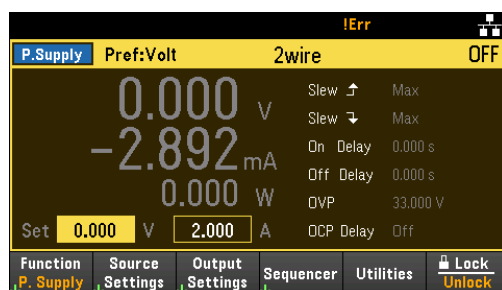 !Err
P.Supply Pref:Volt 2wire OFF
0.000 V
-2.892 mA
0.000 W
Slew Max
Slew Max
On Delay 0.000 s
Off Delay 0.000 s
OVP 33.000 V
OCP Delay Off
Set 0.000 V 2.000 A
Function P. Supply
Source Settings
Output Settings
Sequencer
Utilities
Lock Unlock